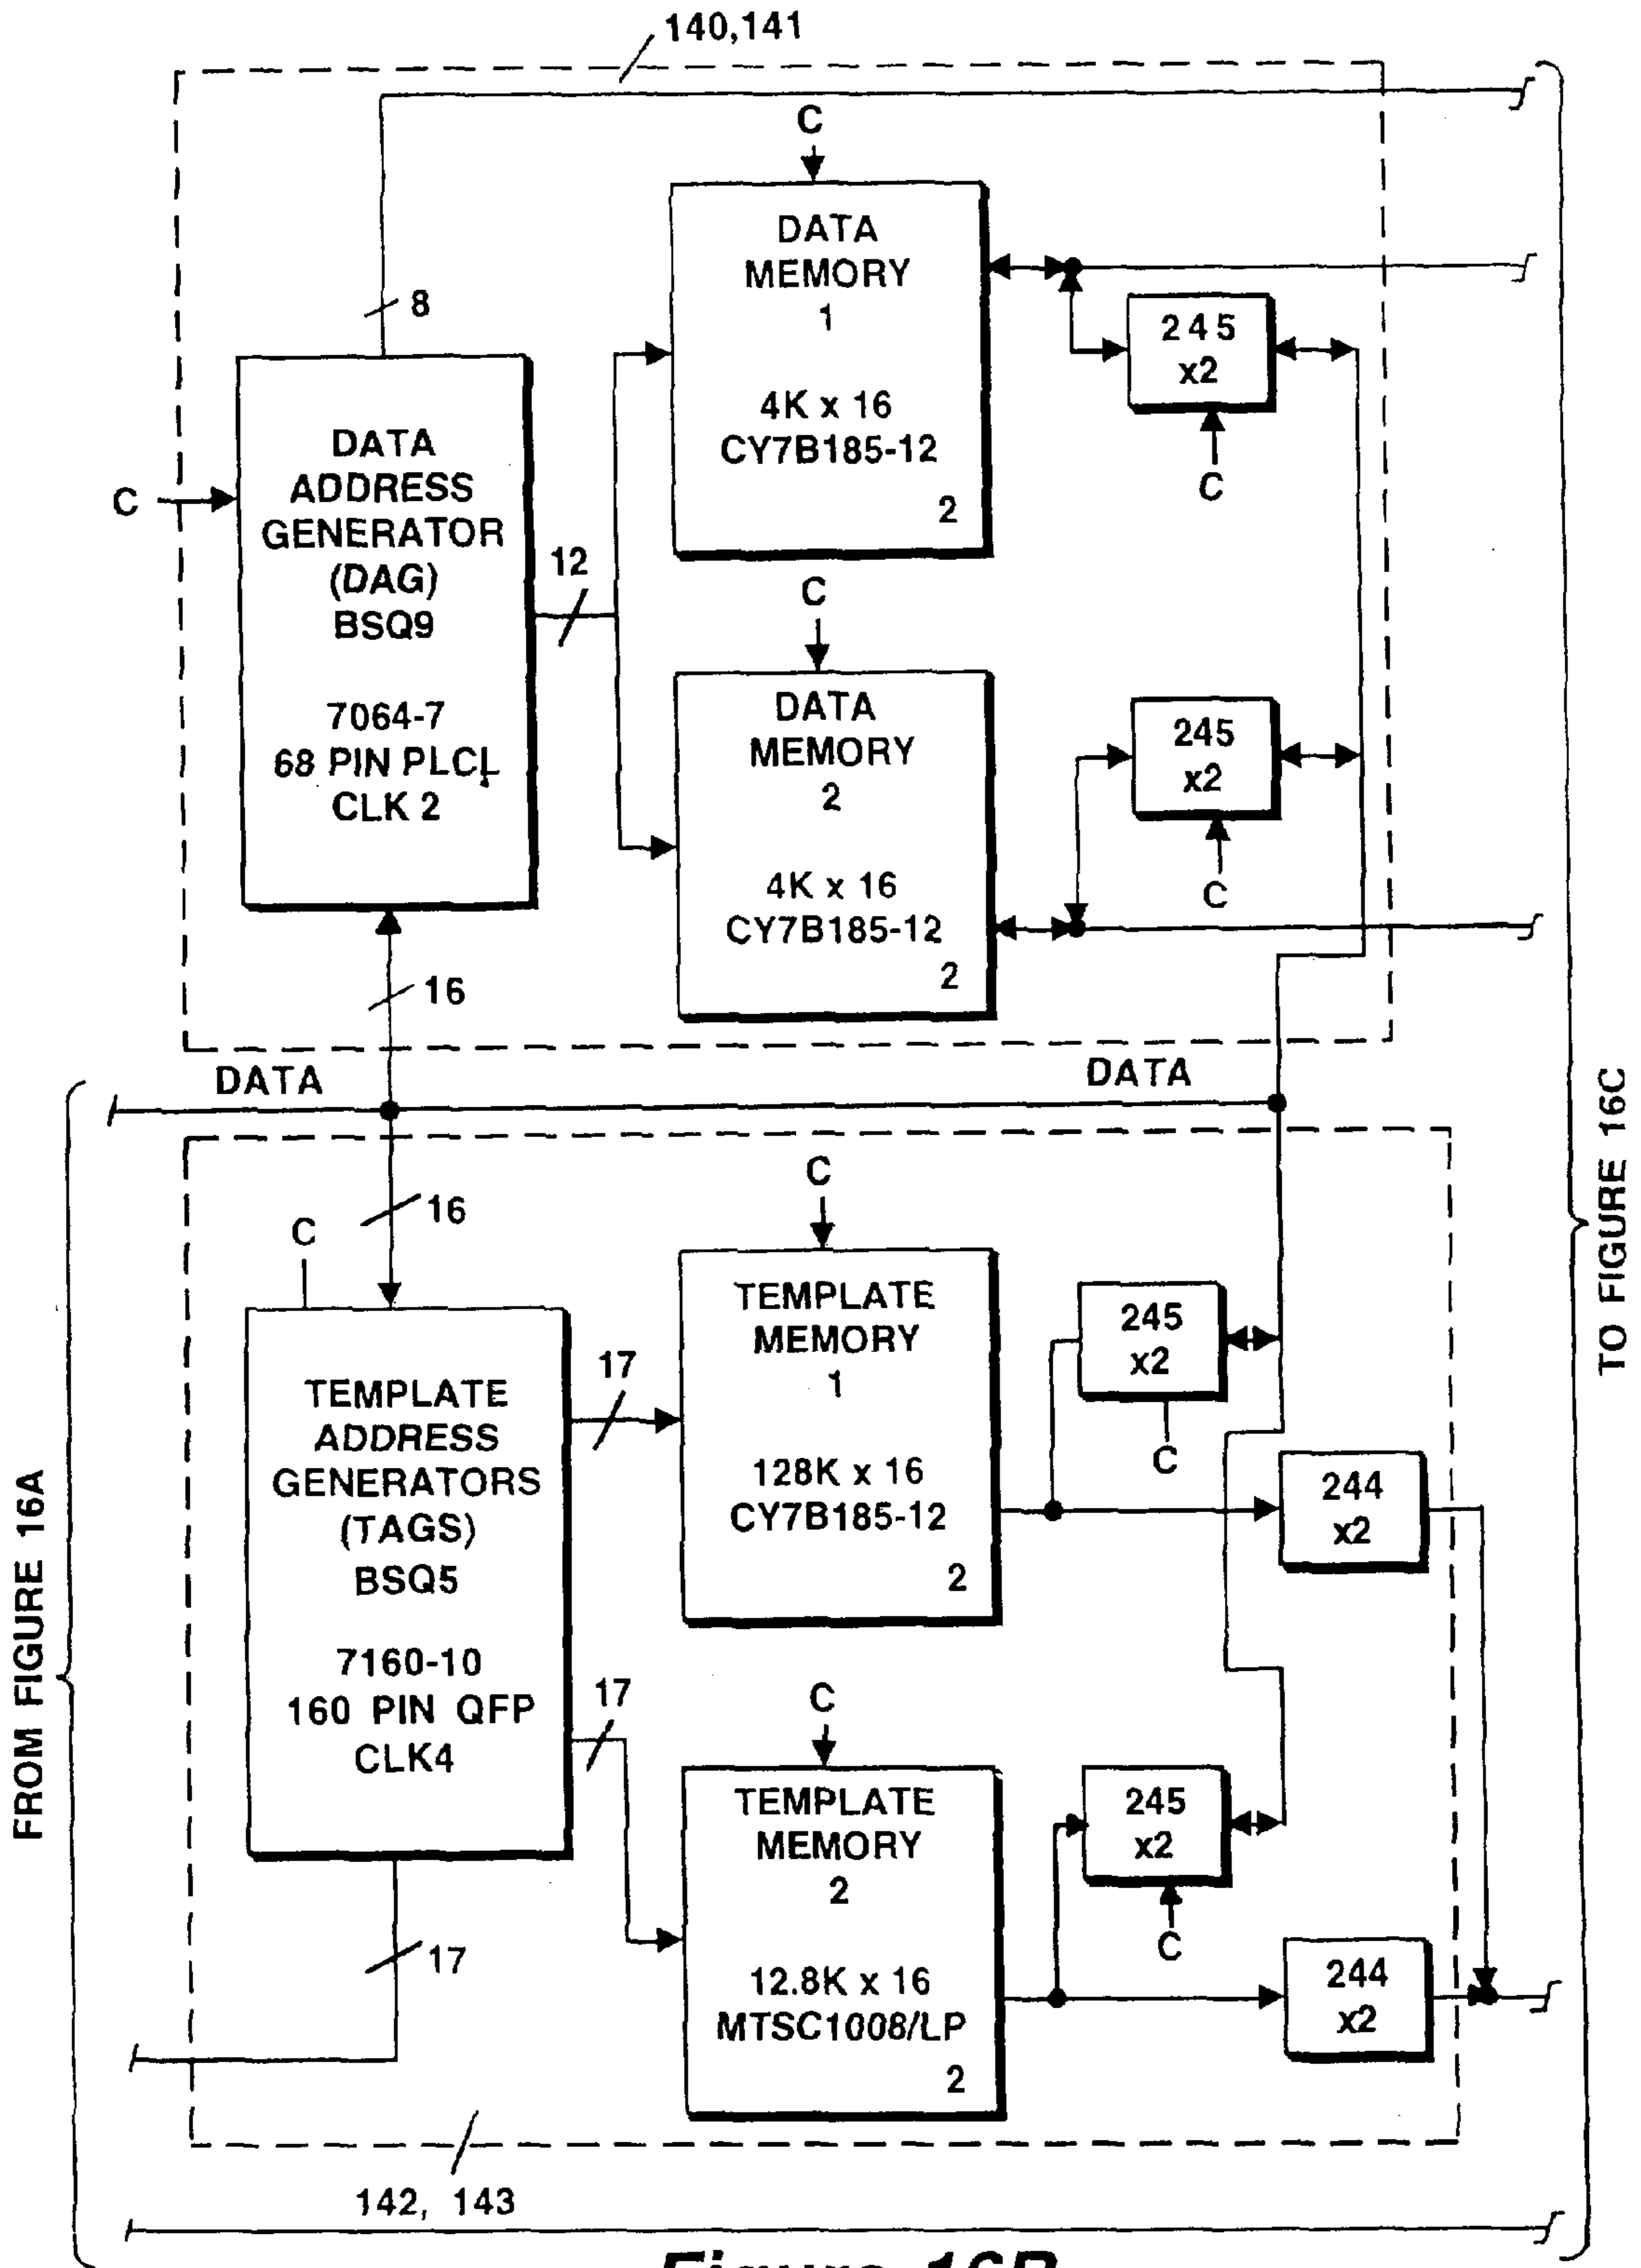 140,141
C
DATA
MEMORY
1
4K x 16
CY7B185-12
2
8
245
x2
C
DATA
ADDRESS
GENERATOR
(DAG)
BSQ9
7064-7
68 PIN PLCL
CLK 2
C
12
C
DATA
MEMORY
2
4K x 16
CY7B185-12
2
245
x2
C
16
DATA
DATA
16
C
TEMPLATE
ADDRESS
GENERATORS
(TAGS)
BSQ5
7160-10
160 PIN QFP
CLK4
17
17
17
C
TEMPLATE
MEMORY
1
128K x 16
CY7B185-12
2
245
x2
C
244
x2
C
TEMPLATE
MEMORY
2
12.8K x 16
MTSC1008/LP
2
245
x2
C
244
x2
142, 143
FROM FIGURE 16A
TO FIGURE 16C
Figure 16B